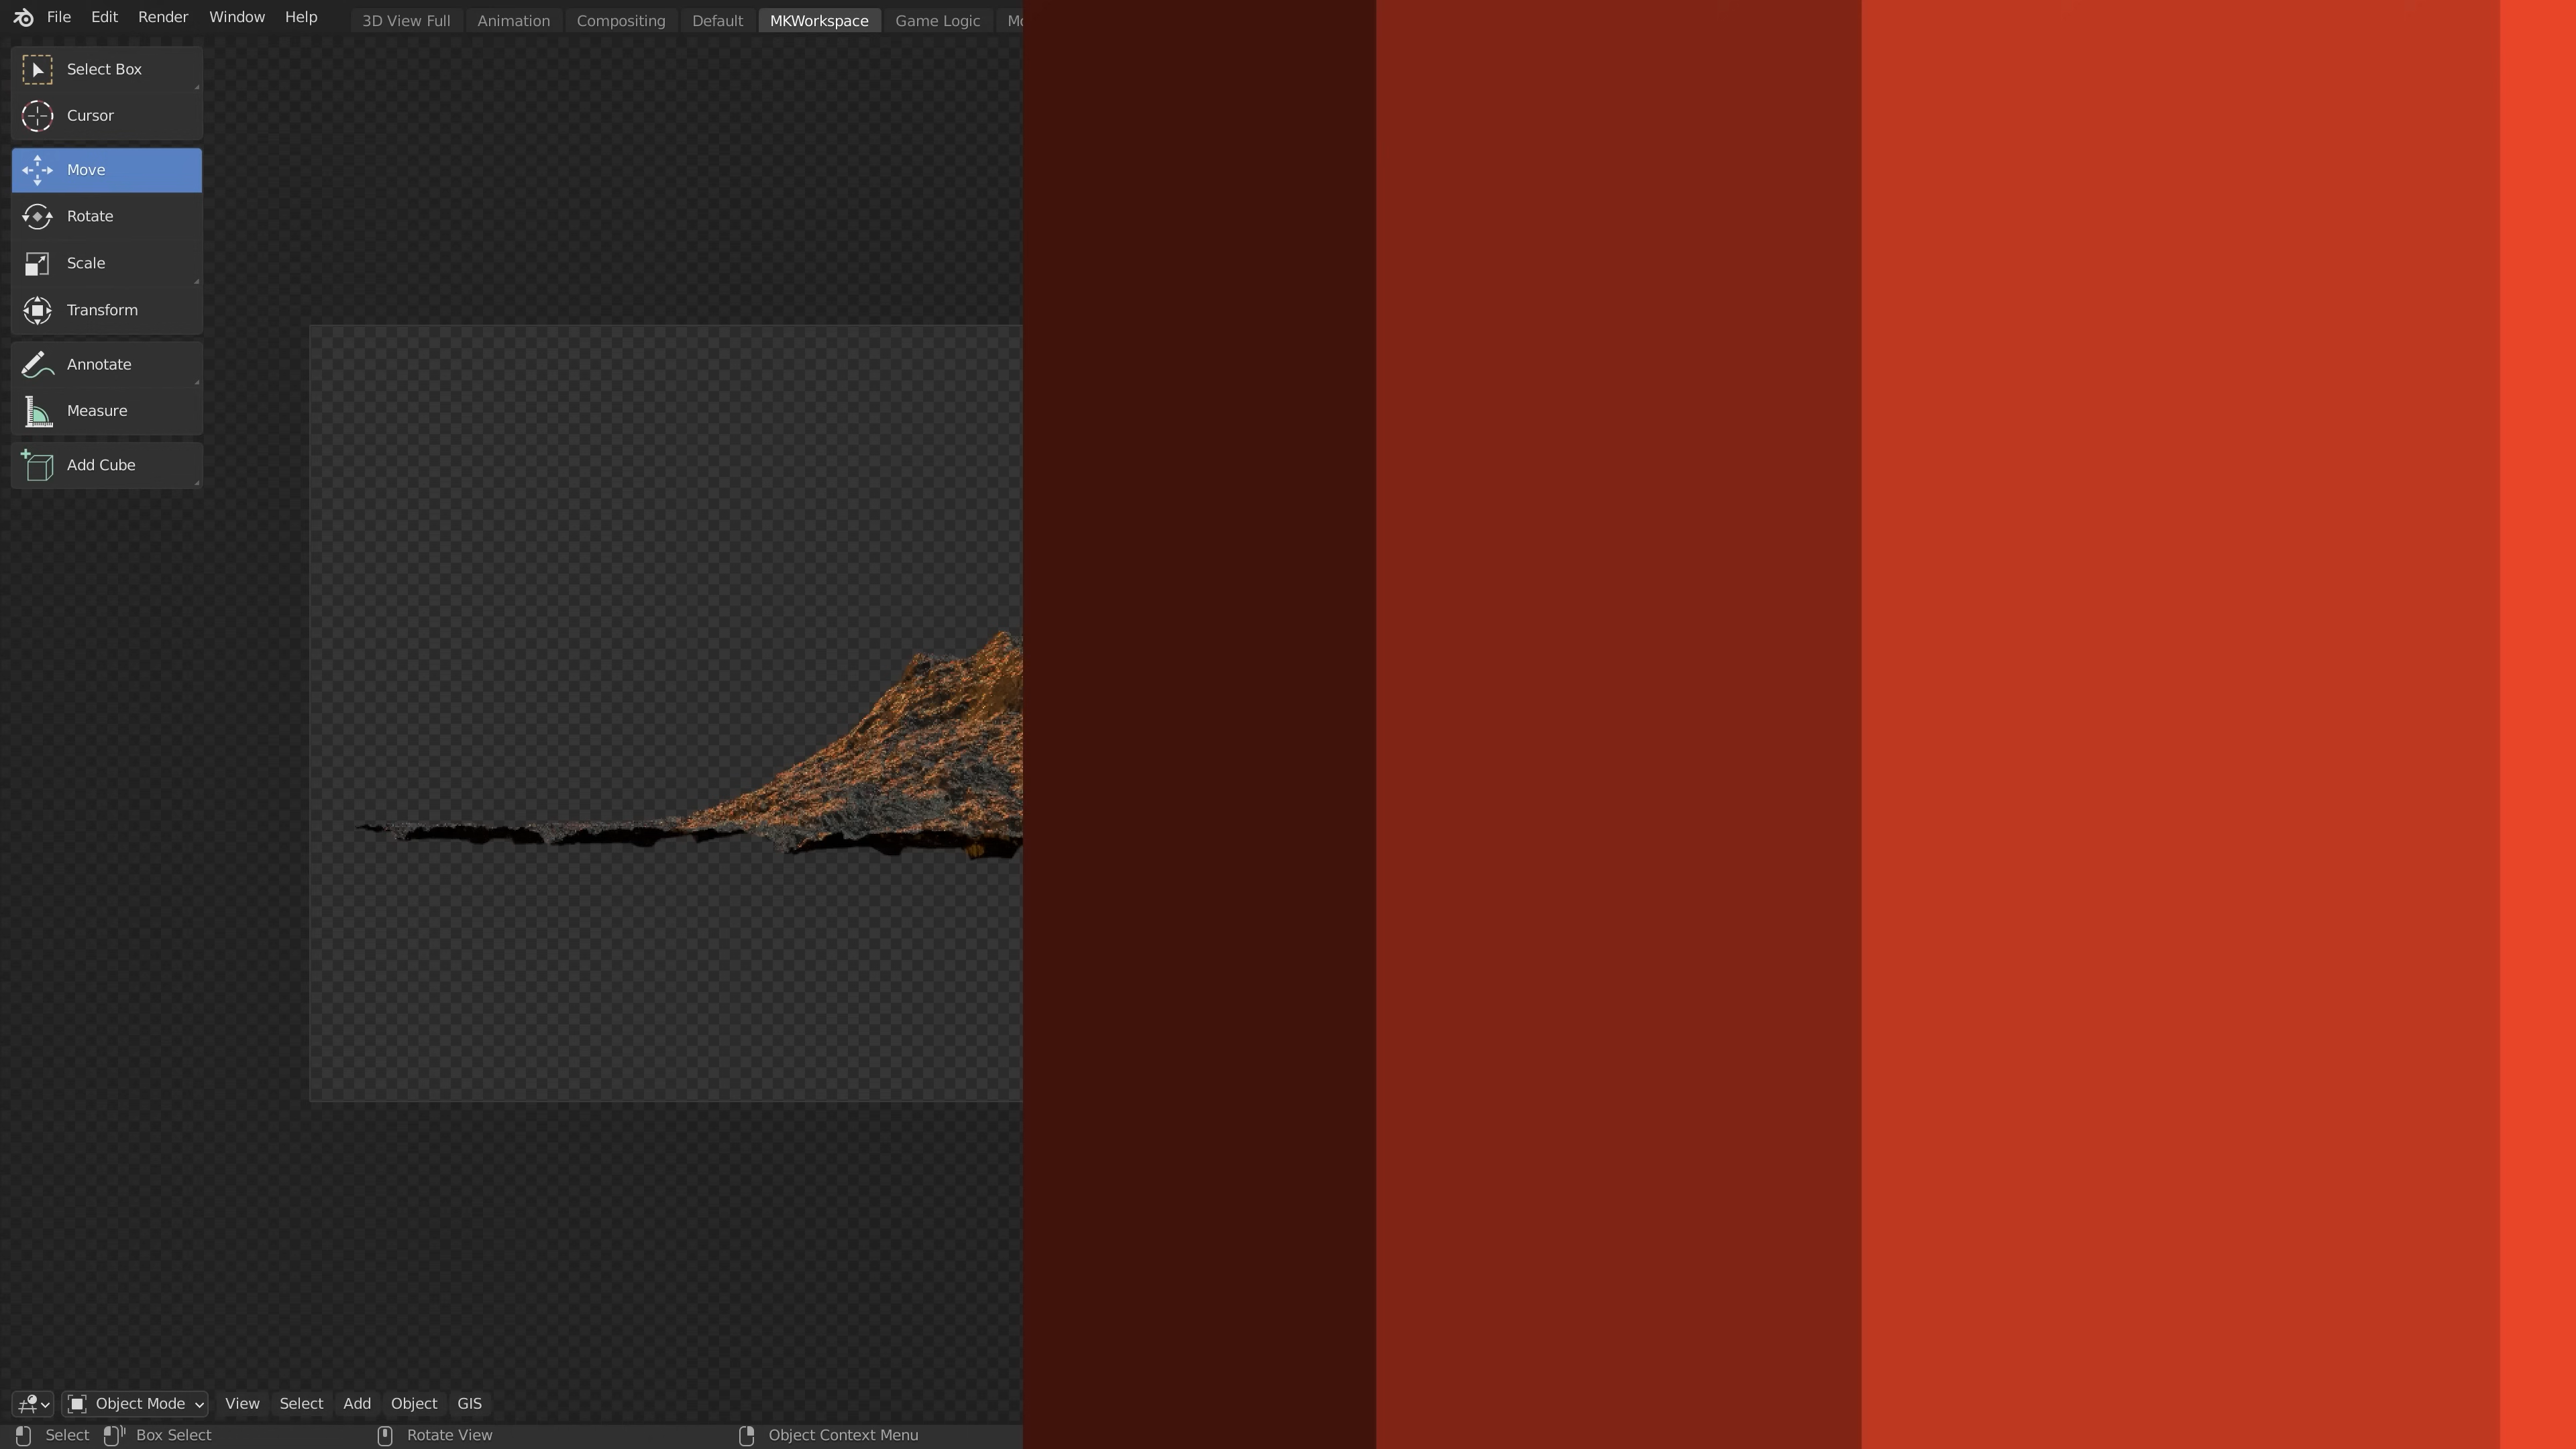 File Edit Render Window Help 3D View Full Animation Compositing Default MKWorkspace Game Logic
Select Box
Cursor
Move
Rotate
Scale
Transform
Annotate
Measure
Add Cube
Object Mode View Select Add Object GIS
Select Box Select Rotate View Object Context Menu